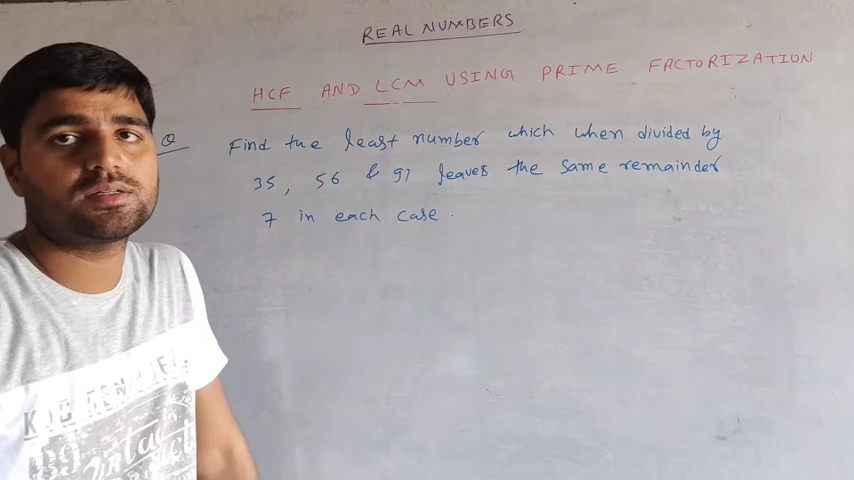 REAL NUMBERS
HCF AND LCM USING PRIME FACTORIZATION
Q Find the least number which when divided by
35, 56 & 91 leaves the same remainder
7 in each case.